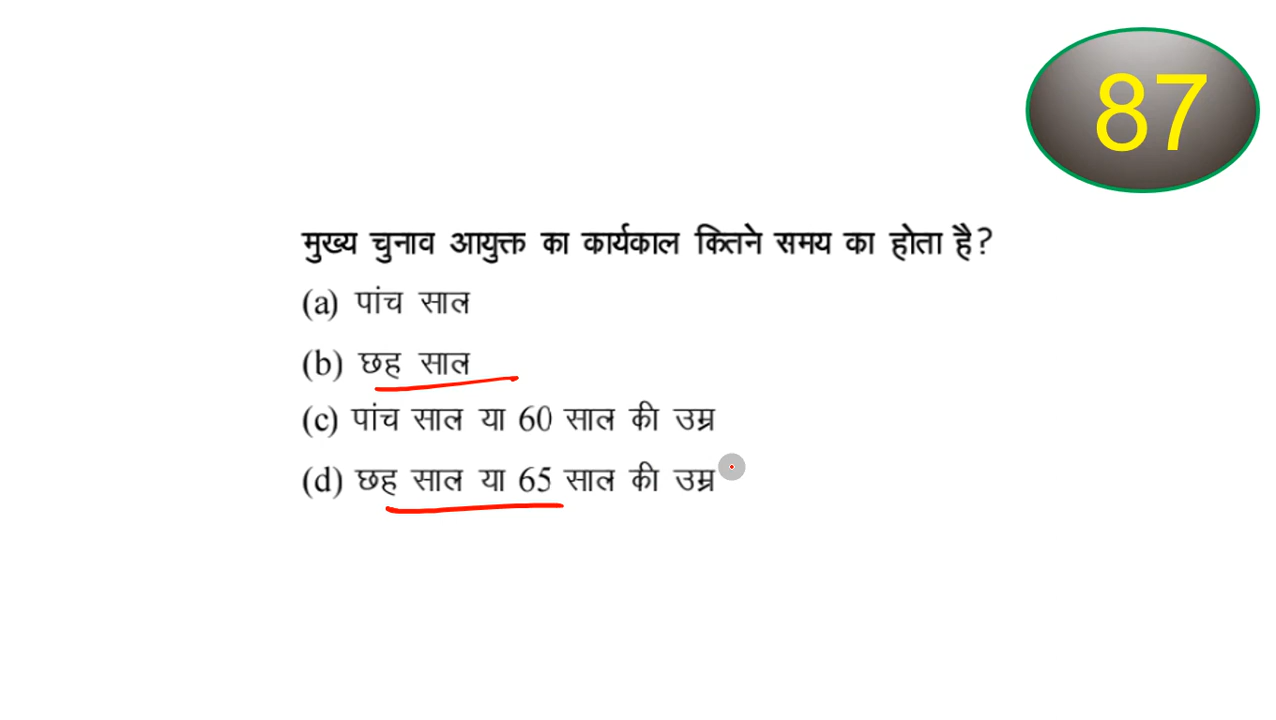 87
मुख्य चुनाव आयुक्त का कार्यकाल कितने समय का होता है?
(a) पांच साल
(b) छह साल
(c) पांच साल या 60 साल की उम्र
(d) छह साल या 65 साल की उम्र